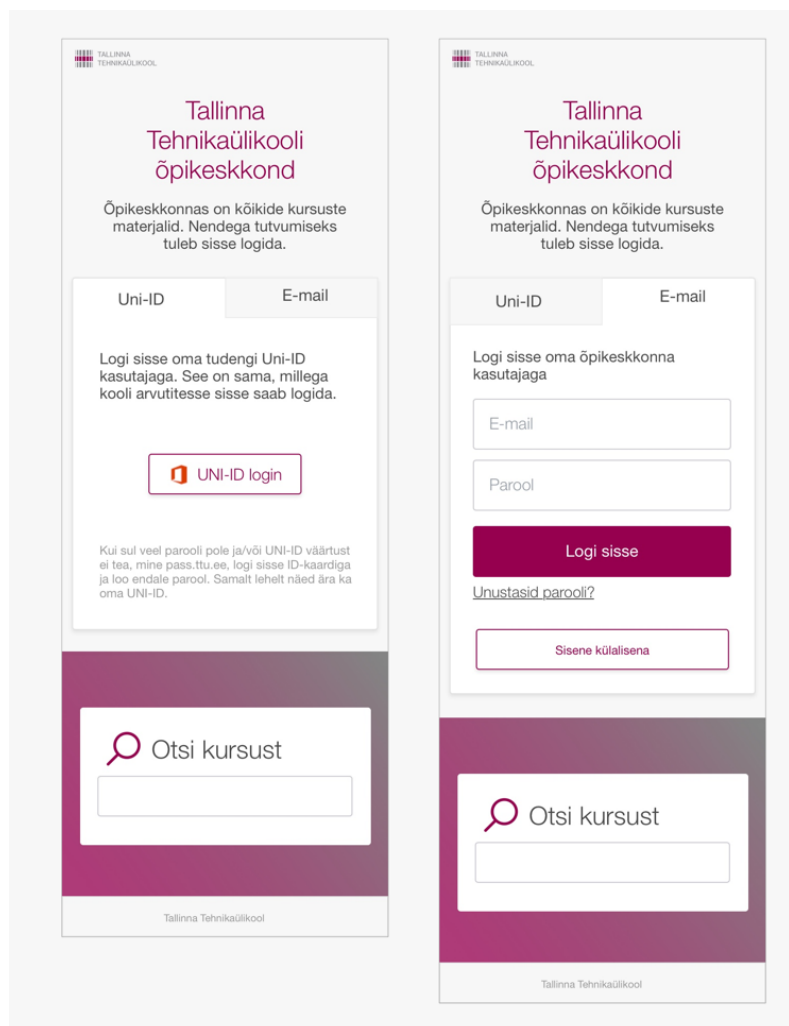 TALLINNA
TEHNIKAÜLIKOOL
Tallinna
Tehnikaülikooli
õpikeskkond
Õpikeskkonnas on kõikide kursuste
materjalid. Nendega tutvumiseks
tuleb sisse logida.
Uni-ID
E-mail
Logi sisse oma tudengi Uni-ID
kasutajaga. See on sama, millega
kooli arvutitesse sisse saab logida.
UNI-ID login
Kui sul veel parooli pole ja/või UNI-ID väärtust
ei tea, mine pass.ttu.ee, logi sisse ID-kaardiga
ja loo endale parool. Samalt lehelt näed ära ka
oma UNI-ID.
Otsi kursust
Tallinna Tehnikaülikool
TALLINNA
TEHNIKAÜLIKOOL
Tallinna
Tehnikaülikooli
õpikeskkond
Õpikeskkonnas on kõikide kursuste
materjalid. Nendega tutvumiseks
tuleb sisse logida.
Uni-ID
E-mail
Logi sisse oma õpikeskkonna
kasutajaga
E-mail
Parool
Logi sisse
Unustasid parooli?
Sisene külalisena
Otsi kursust
Tallinna Tehnikaülikool